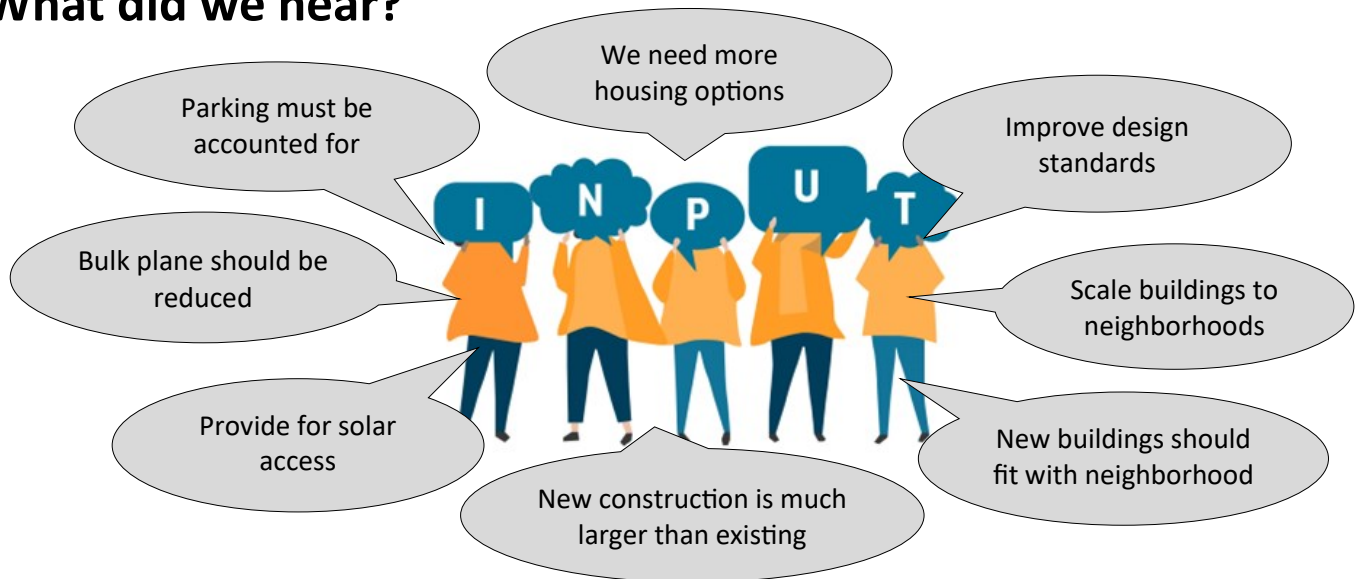 What did we hear?
We need more
housing options
Parking must be
accounted for
Improve design
standards
I N P U T
Bulk plane should be
reduced
Scale buildings to
neighborhoods
Provide for solar
access
New buildings should
fit with neighborhood
New construction is much
larger than existing